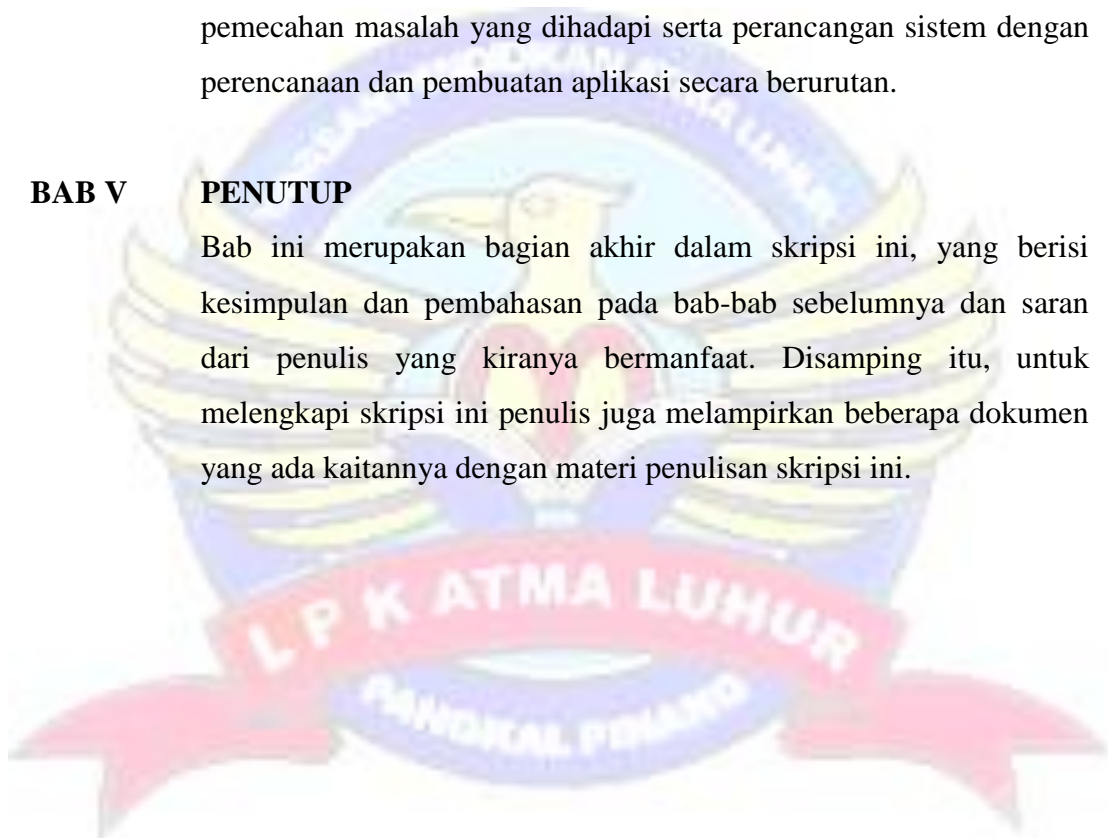 pemecahan masalah yang dihadapi serta perancangan sistem dengan
perencanaan dan pembuatan aplikasi secara berurutan.
BAB V PENUTUP
Bab ini merupakan bagian akhir dalam skripsi ini, yang berisi
kesimpulan dan pembahasan pada bab-bab sebelumnya dan saran
dari penulis yang kiranya bermanfaat. Disamping itu, untuk
melengkapi skripsi ini penulis juga melampirkan beberapa dokumen
yang ada kaitannya dengan materi penulisan skripsi ini.
L P K ATMA LUHUR
PANGKAL PINANG